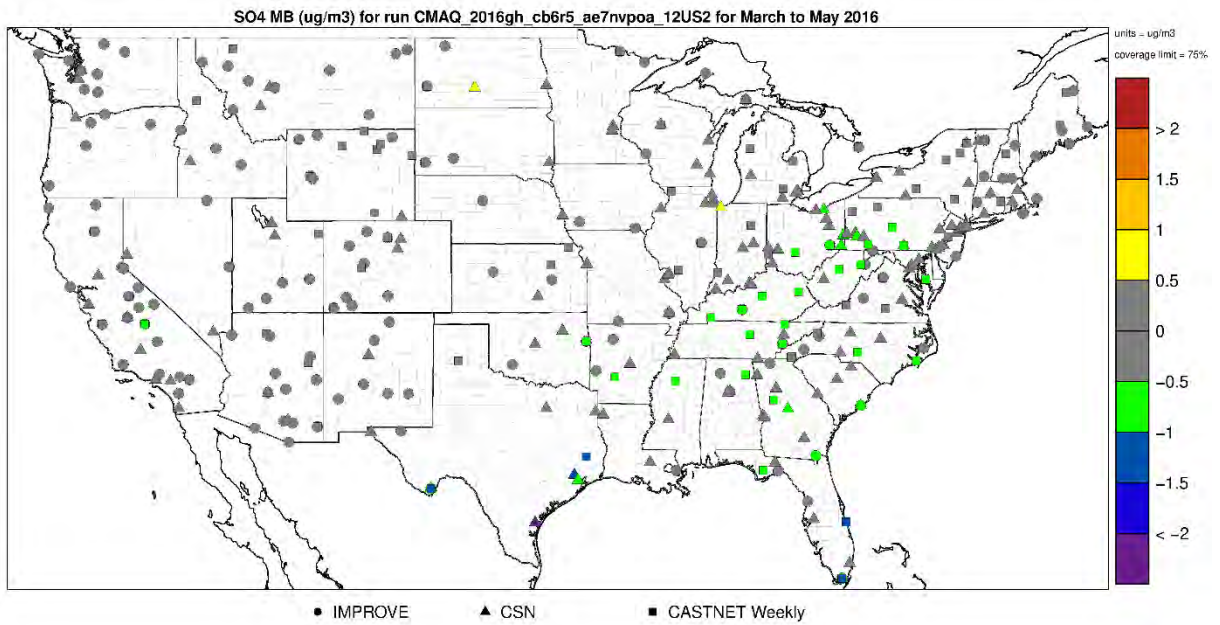 SO4 MB (ug/m3) for run CMAQ_2016gh_cb6r5_ae7nvpoa_12US2 for March to May 2016
units = ug/m3
coverage limit = 75%
> 2
1.5
1
0.5
0
−0.5
−1
−1.5
< −2
IMPROVE
CSN
CASTNET Weekly